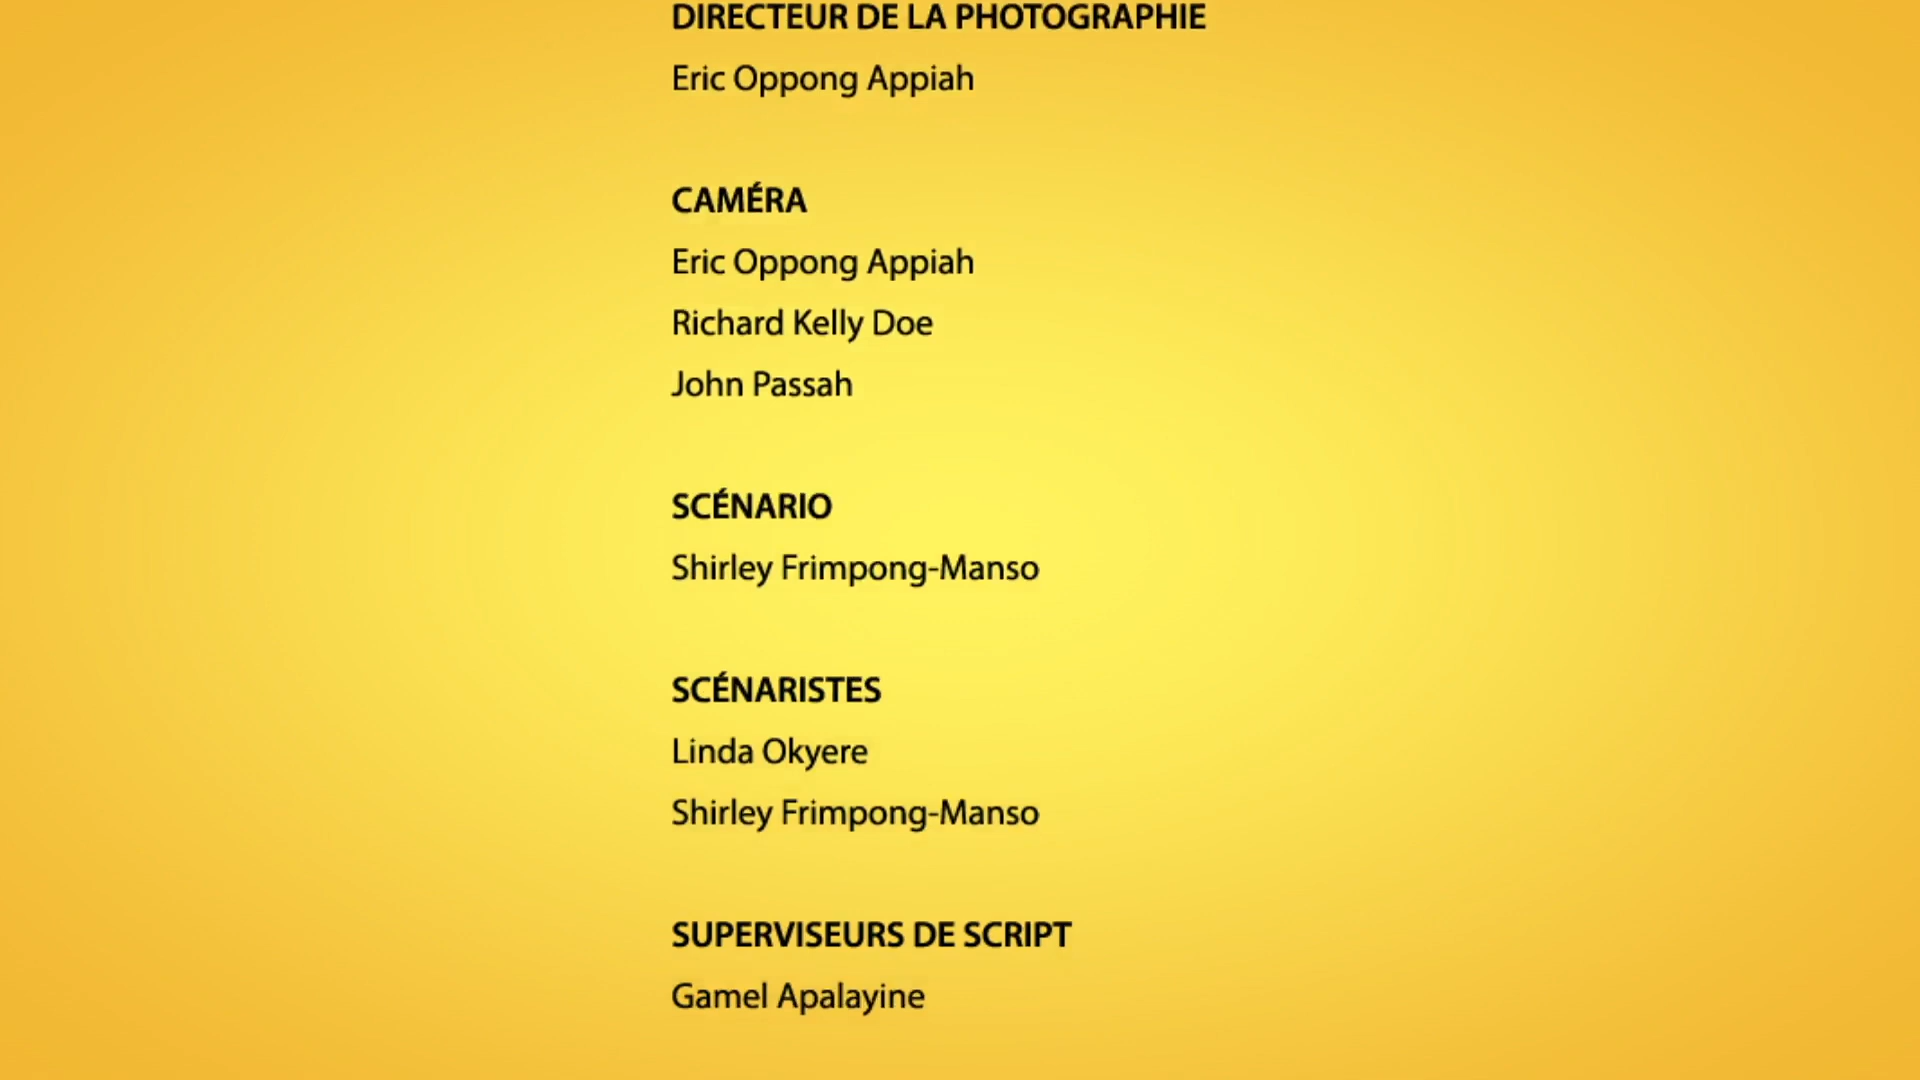 DIRECTEUR DE LA PHOTOGRAPHIE
Eric Oppong Appiah
CAMÉRA
Eric Oppong Appiah
Richard Kelly Doe
John Passah
SCÉNARIO
Shirley Frimpong-Manso
SCÉNARISTES
Linda Okyere
Shirley Frimpong-Manso
SUPERVISEURS DE SCRIPT
Gamel Apalayine